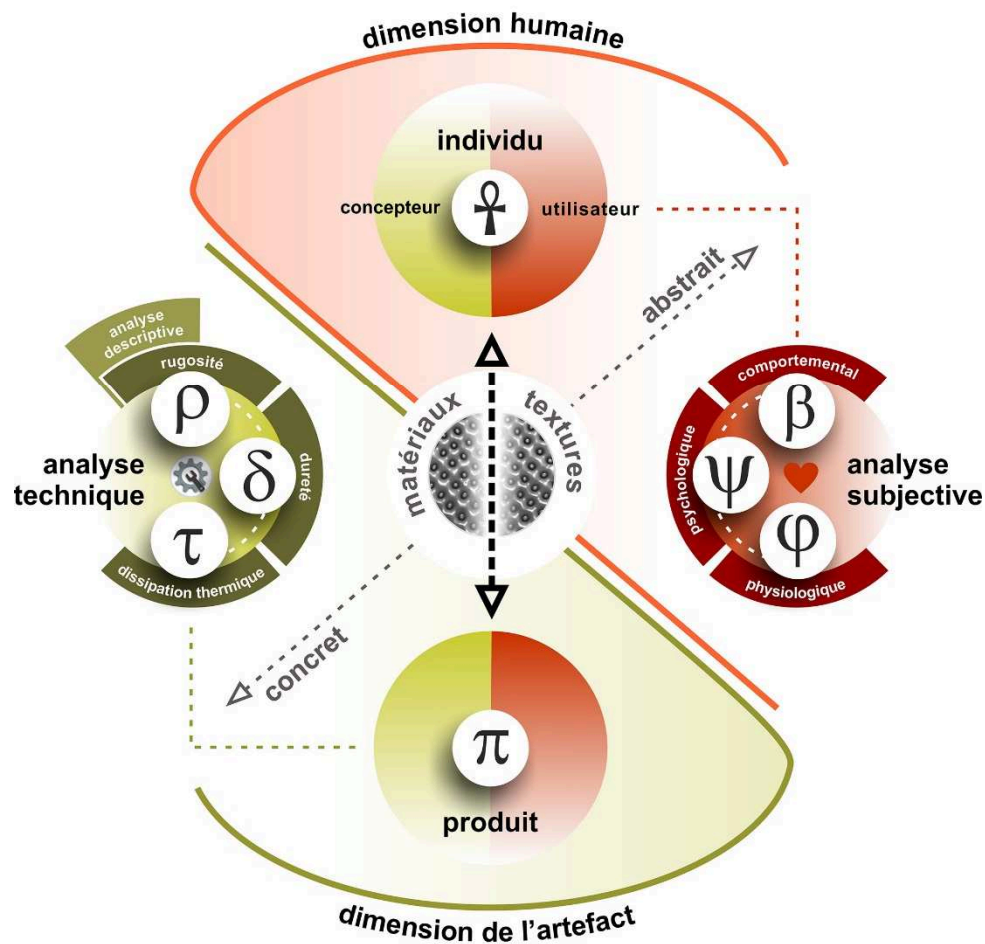 dimension humaine
individu
concepteur
☥
utilisateur
abstrait
analyse
descriptive
rugosité
ρ
dureté
δ
analyse
technique
τ
dissipation thermique
matériaux
textures
comportemental
β
psychologique
ψ
analyse
subjective
φ
physiologique
concret
π
produit
dimension de l'artefact